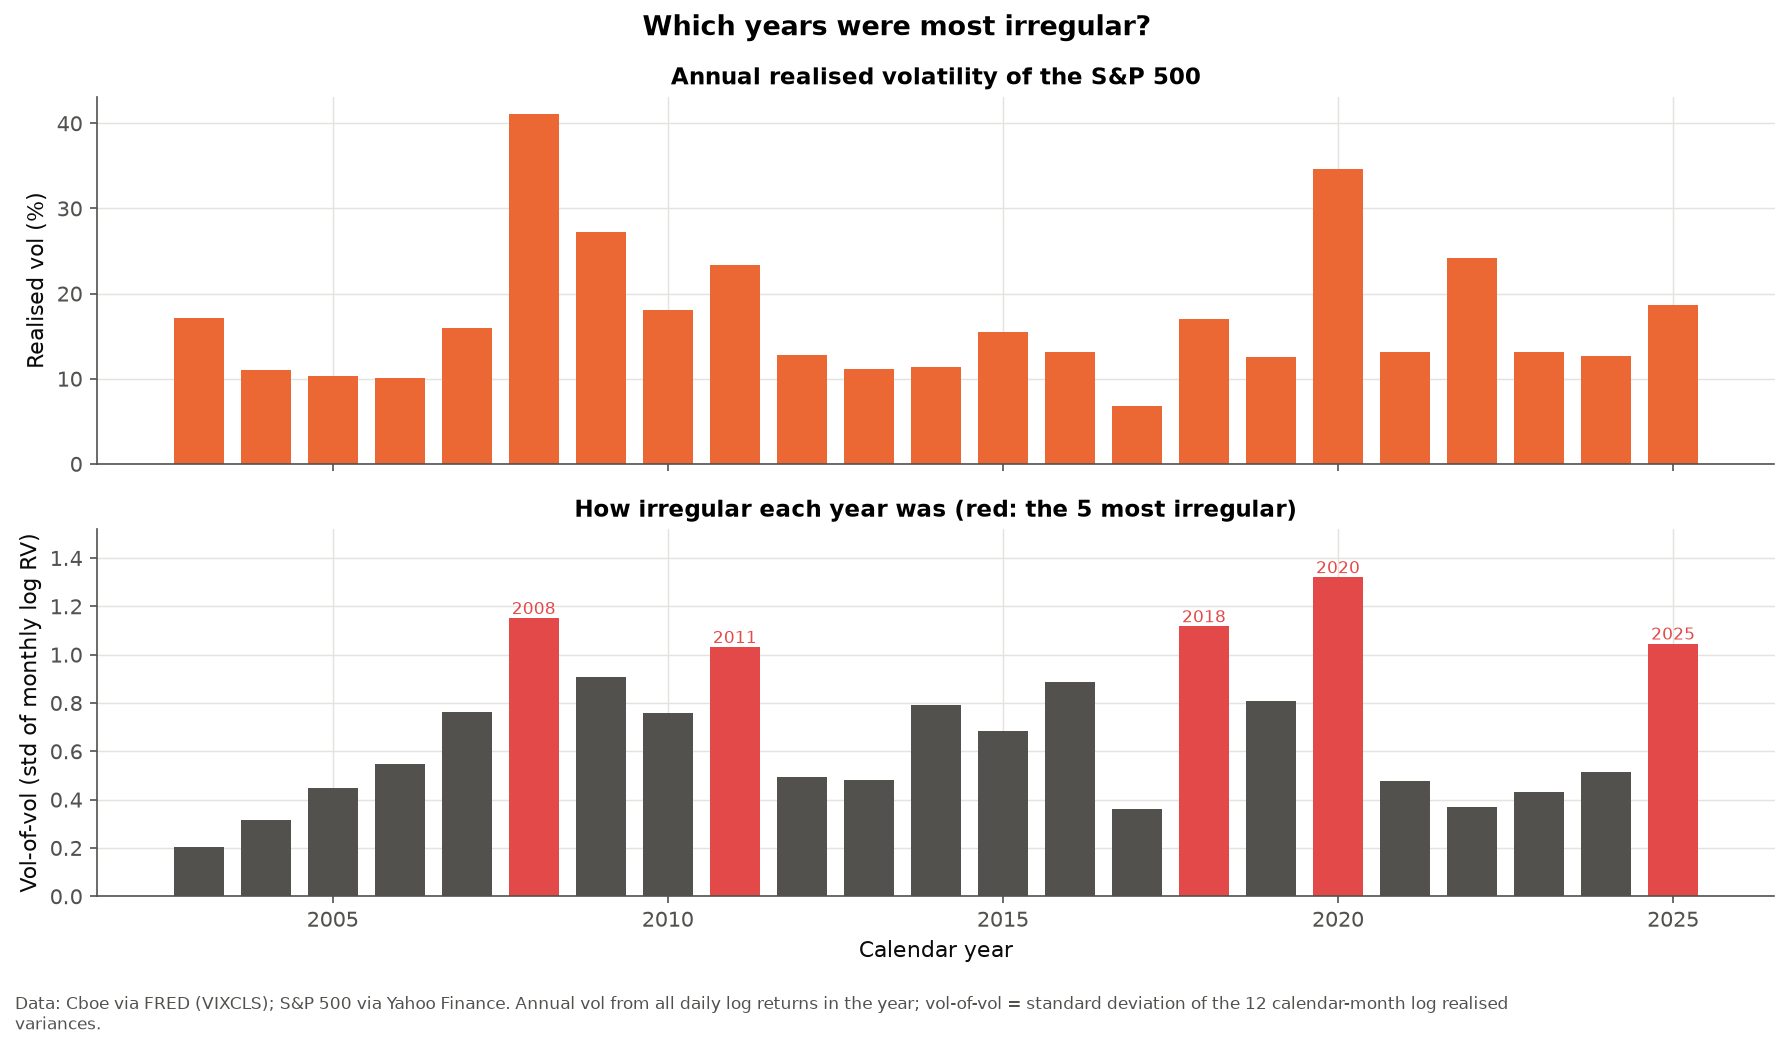 Which years were most irregular?
Annual realised volatility of the S&P 500
Realised vol (%)
40
30
20
10
0
How irregular each year was (red: the 5 most irregular)
Vol-of-vol (std of monthly log RV)
1.4
1.2
1.0
0.8
0.6
0.4
0.2
0.0
2008
2011
2018
2020
2025
2005
2010
2015
2020
2025
Calendar year
Data: Cboe via FRED (VIXCLS); S&P 500 via Yahoo Finance. Annual vol from all daily log returns in the year; vol-of-vol = standard deviation of the 12 calendar-month log realised
variances.